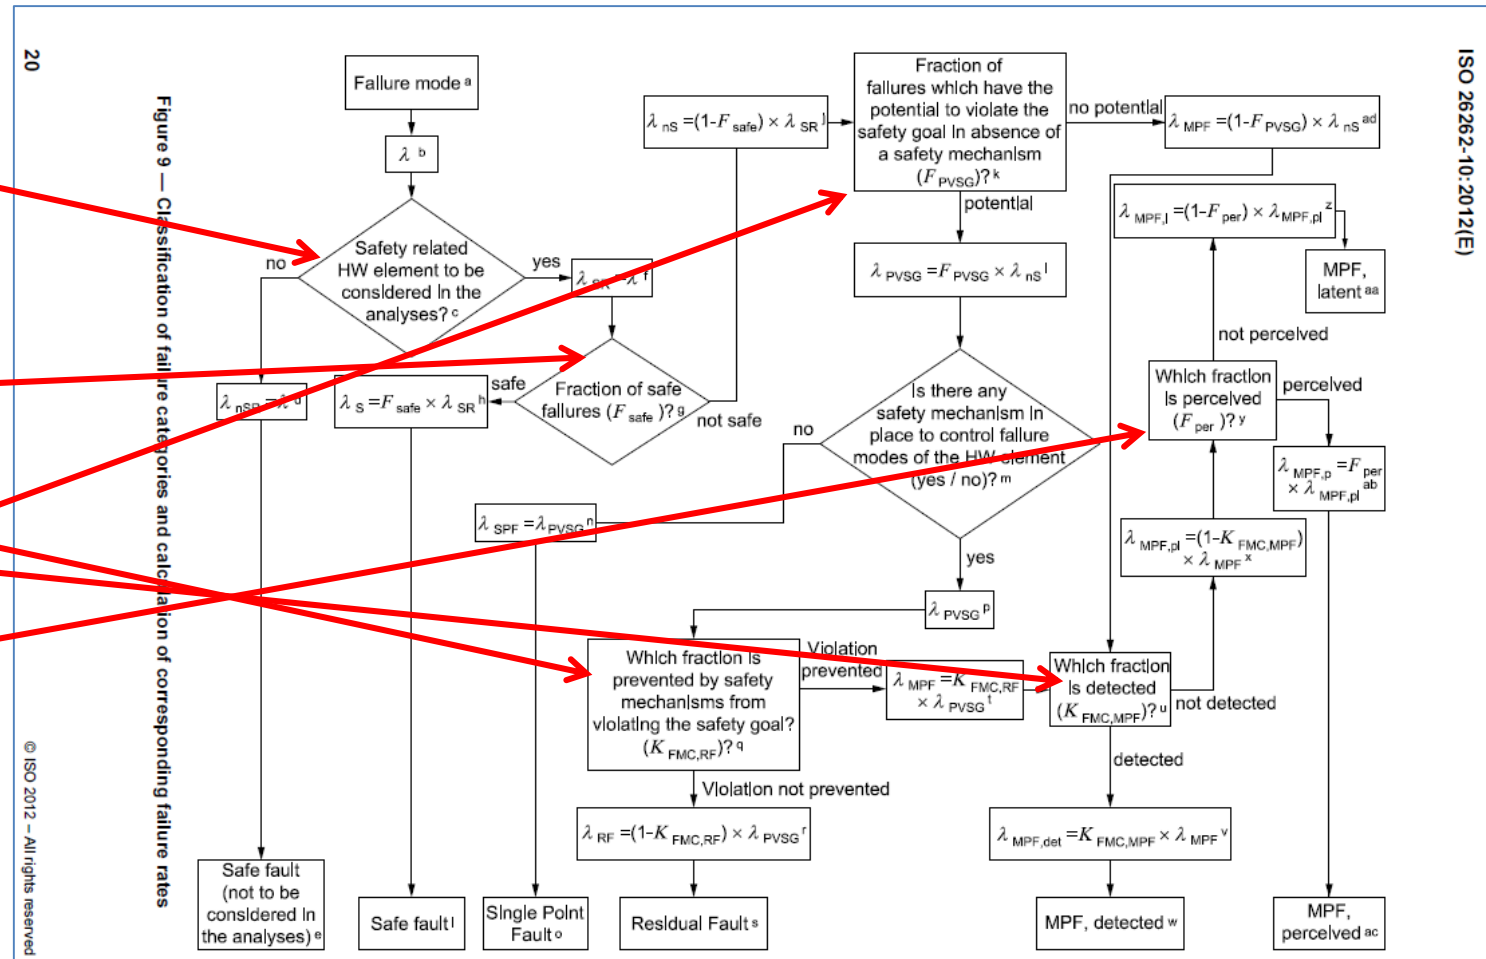 ISO 26262-10:2012(E)
Failure mode a
λ b
Safety related
HW element to be
considered in the
analyses? c
no
yes
λ SR = λ f
λ nSR = λ d
Fraction of safe
failures (F safe )? g
safe
not safe
λ S =F safe × λ SR h
λ nS =(1-F safe) × λ SR j
Fraction of
failures which have the
potential to violate the
safety goal in absence of
a safety mechanism
(F PVSG)? k
no potential
potential
λ MPF =(1-F PVSG) × λ nS ad
λ PVSG =F PVSG × λ nS l
Is there any
safety mechanism in
place to control failure
modes of the HW element
(yes / no)? m
no
yes
λ SPF =λ PVSG n
λ PVSG p
Which fraction is
prevented by safety
mechanisms from
violating the safety goal?
(K FMC,RF)? q
Violation
prevented
Violation not prevented
λ MPF =K FMC,RF
× λ PVSG t
λ RF =(1-K FMC,RF) × λ PVSG r
Which fraction
is detected
(K FMC,MPF)? u
not detected
detected
λ MPF,det =K FMC,MPF × λ MPF v
λ MPF,pl =(1-K FMC,MPF)
× λ MPF x
Which fraction
is perceived
(F per )? y
not perceived
perceived
λ MPF,l =(1-F per) × λ MPF,pl z
MPF,
latent aa
λ MPF,p =F per
× λ MPF,pl ab
Safe fault
(not to be
considered in
the analyses) e
Safe fault i
Single Point
Fault o
Residual Fault s
MPF, detected w
MPF,
perceived ac
Figure 9 — Classification of failure categories and calculation of corresponding failure rates
20
© ISO 2012 – All rights reserved